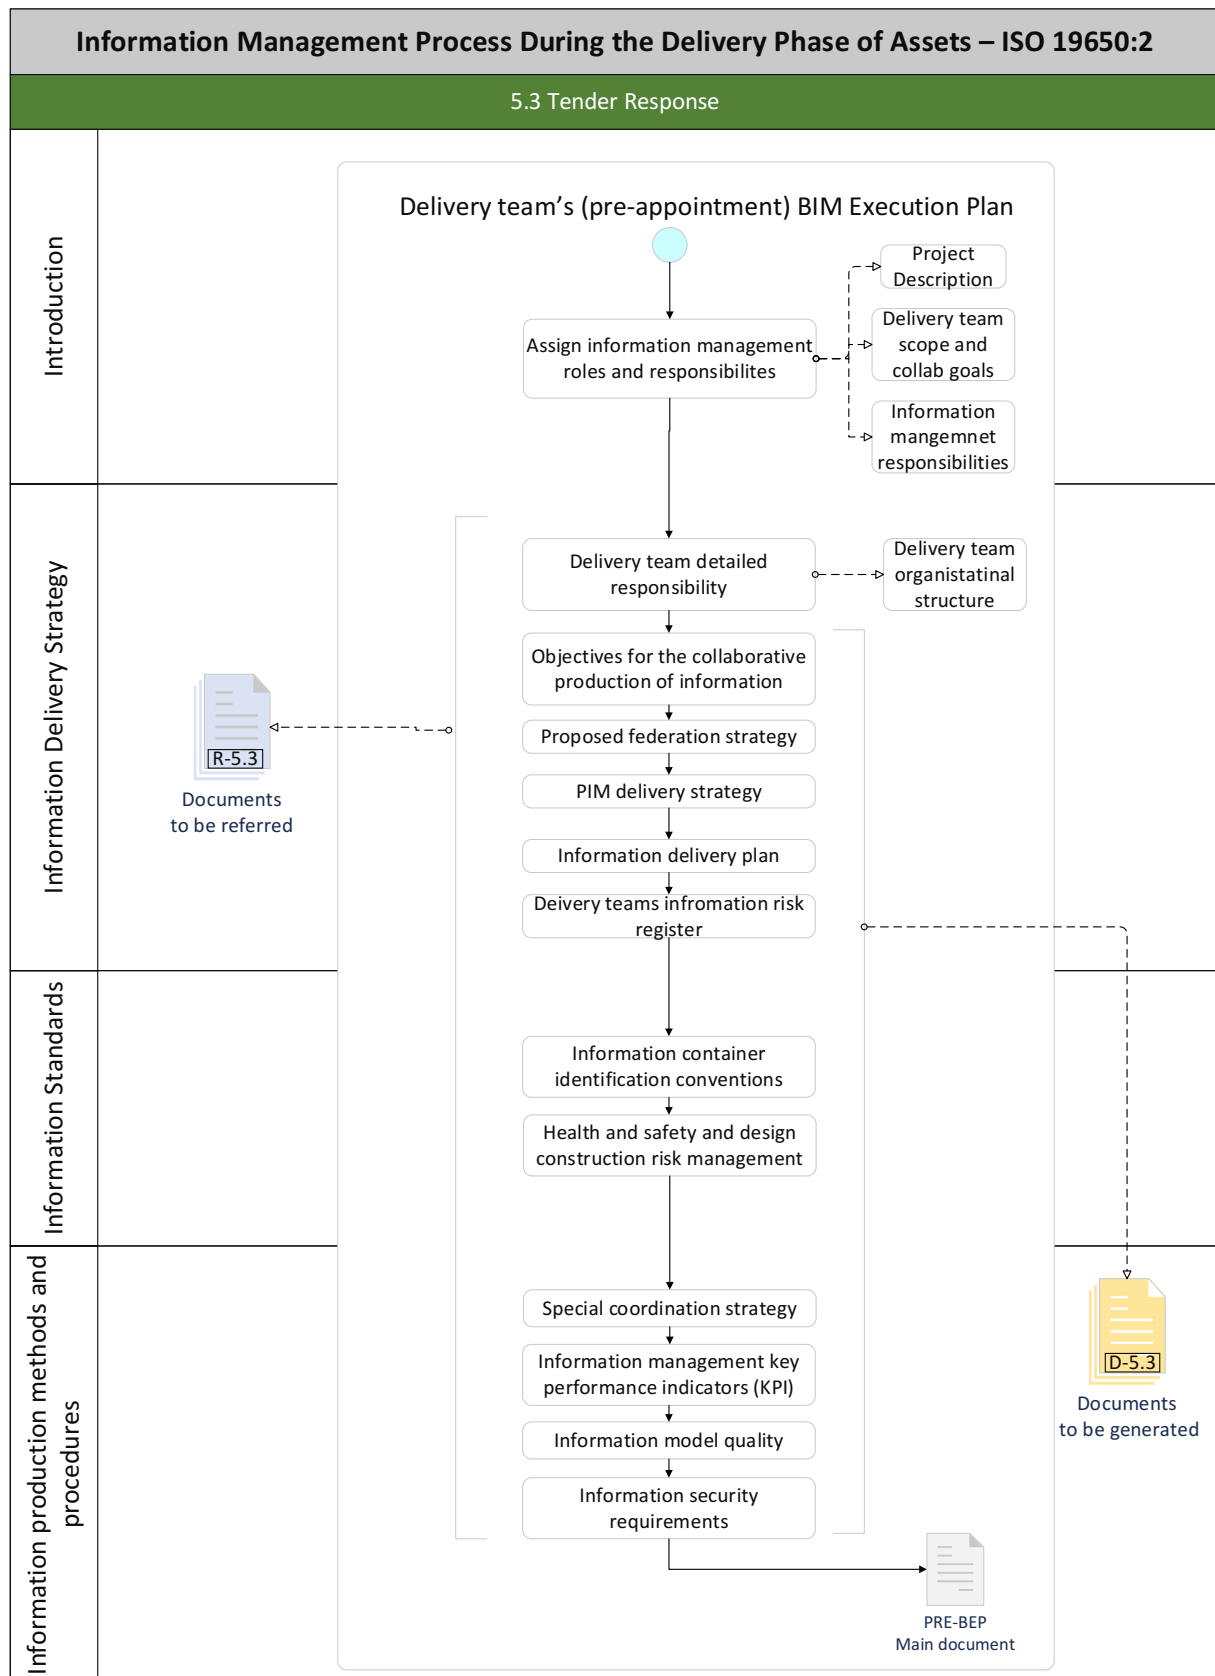 Information Management Process During the Delivery Phase of Assets – ISO 19650:2
5.3 Tender Response
Introduction
Delivery team's (pre-appointment) BIM Execution Plan
Assign information management
roles and responsibilites
Project
Description
Delivery team
scope and
collab goals
Information
mangemnet
responsibilities
Information Delivery Strategy
Delivery team detailed
responsibility
Delivery team
organistatinal
structure
Objectives for the collaborative
production of information
Proposed federation strategy
PIM delivery strategy
Information delivery plan
Deivery teams infromation risk
register
R-5.3
Documents
to be referred
Information Standards
Information container
identification conventions
Health and safety and design
construction risk management
Information production methods and
procedures
Special coordination strategy
Information management key
performance indicators (KPI)
Information model quality
Information security
requirements
D-5.3
Documents
to be generated
PRE-BEP
Main document